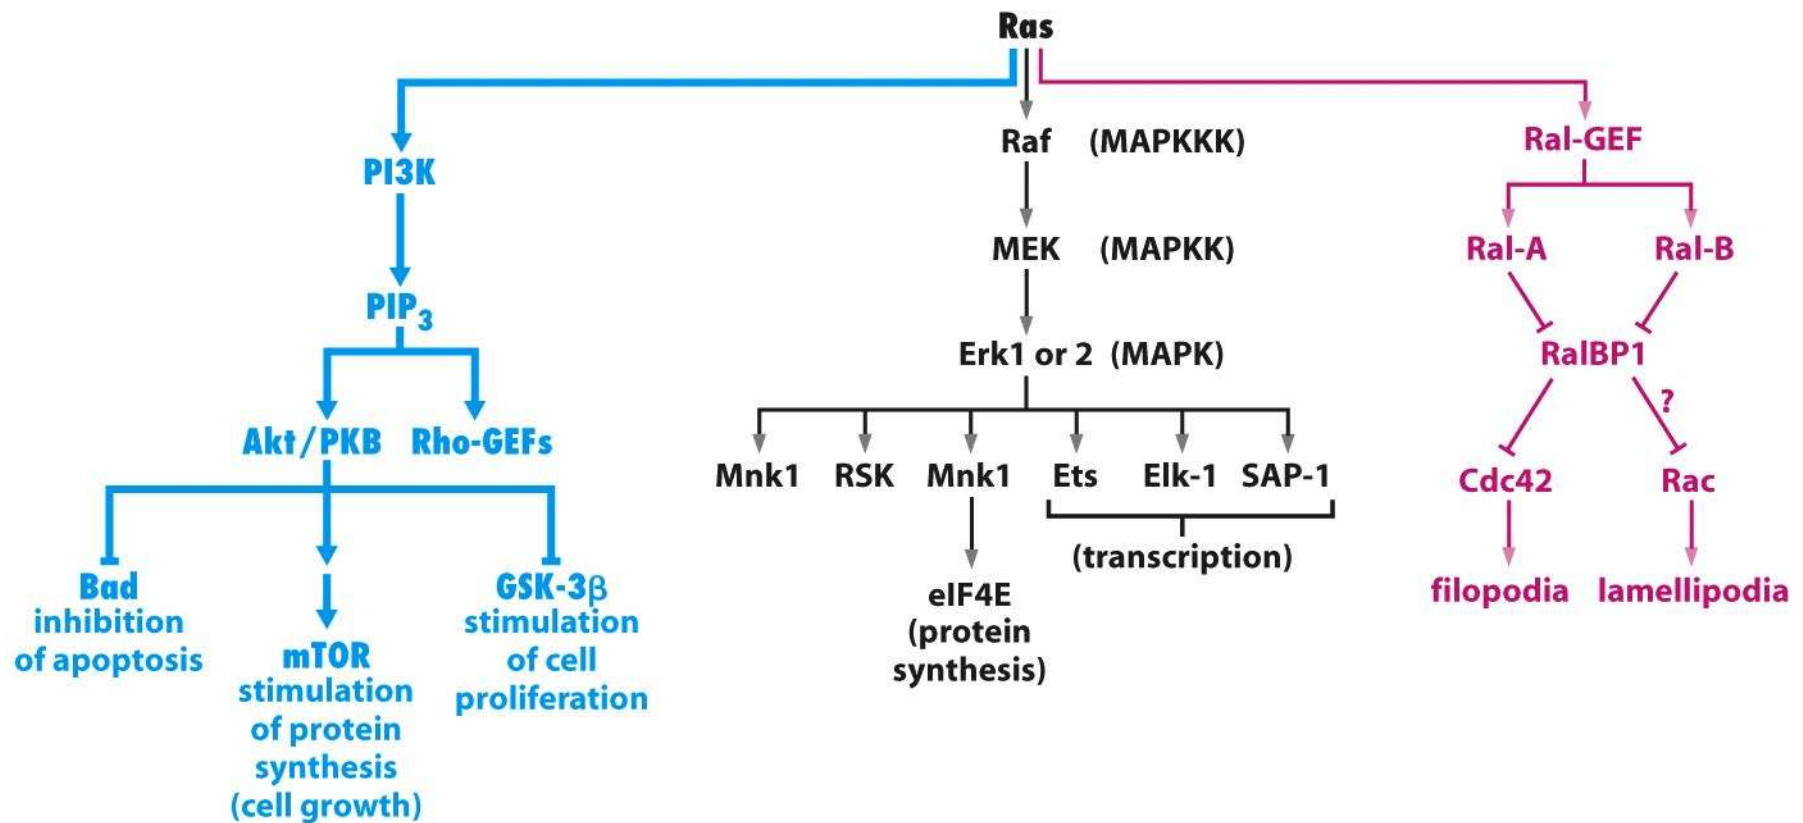 Ras
PI3K
PIP₃
Akt/PKB
Rho-GEFs
Bad
inhibition
of apoptosis
mTOR
stimulation
of protein
synthesis
(cell growth)
GSK-3β
stimulation
of cell
proliferation
Raf (MAPKKK)
MEK (MAPKK)
Erk1 or 2 (MAPK)
Mnk1
RSK
Mnk1
Ets
Elk-1
SAP-1
(transcription)
eIF4E
(protein
synthesis)
Ral-GEF
Ral-A
Ral-B
RalBP1
?
Cdc42
Rac
filopodia
lamellipodia